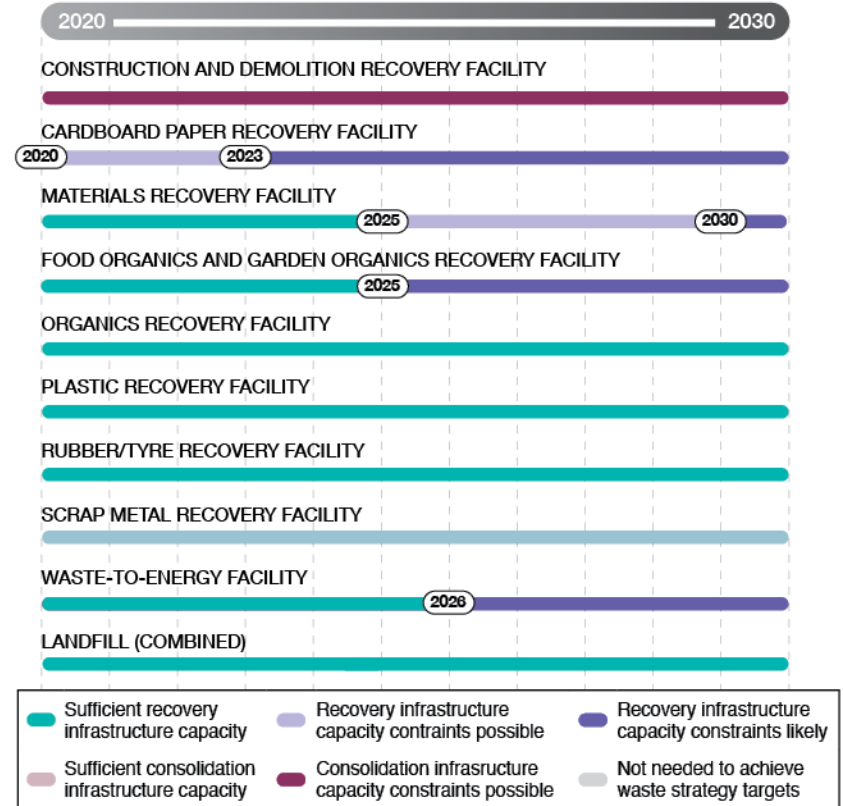 2020 2030
CONSTRUCTION AND DEMOLITION RECOVERY FACILITY
CARDBOARD PAPER RECOVERY FACILITY
2020 2023
MATERIALS RECOVERY FACILITY
2025 2030
FOOD ORGANICS AND GARDEN ORGANICS RECOVERY FACILITY
2025
ORGANICS RECOVERY FACILITY
PLASTIC RECOVERY FACILITY
RUBBER/TYRE RECOVERY FACILITY
SCRAP METAL RECOVERY FACILITY
WASTE-TO-ENERGY FACILITY
2026
LANDFILL (COMBINED)
Sufficient recovery
infrastructure capacity
Recovery infrastructure
capacity contraints possible
Recovery infrastructure
capacity constraints likely
Sufficient consolidation
infrastructure capacity
Consolidation infrasructure
capacity constraints possible
Not needed to achieve
waste strategy targets